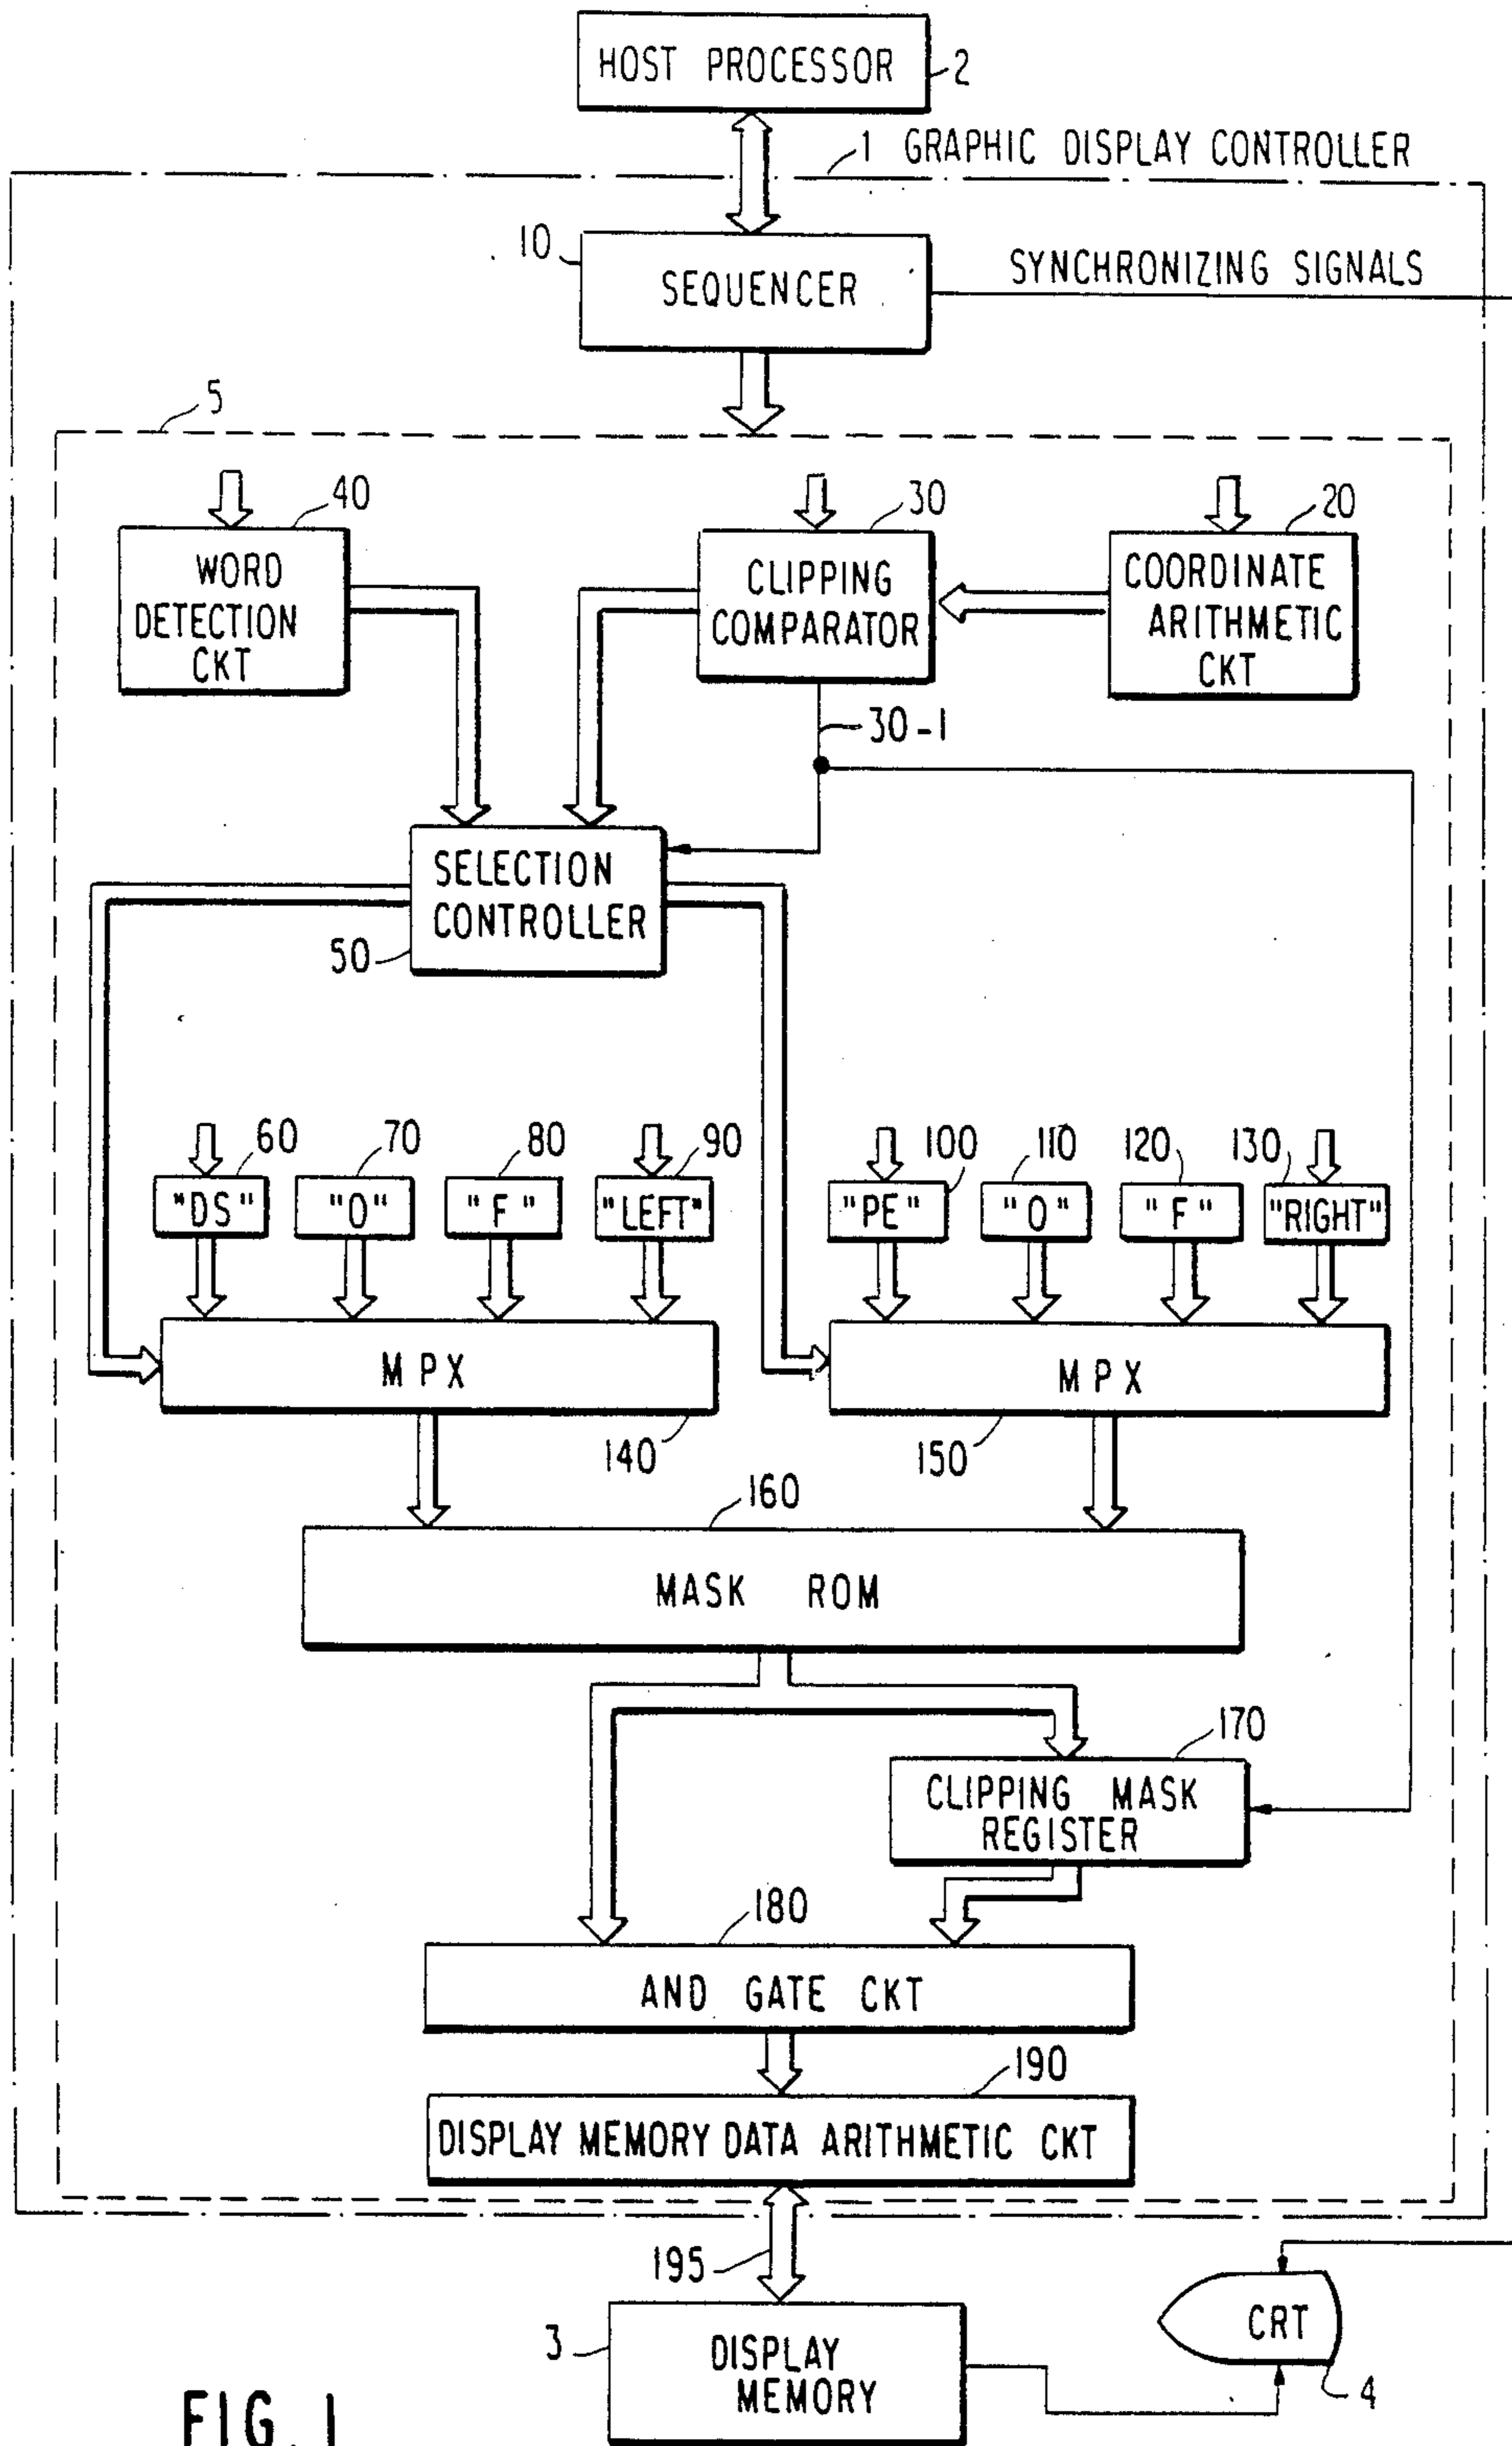 HOST PROCESSOR
2
1 GRAPHIC DISPLAY CONTROLLER
10
SEQUENCER
SYNCHRONIZING SIGNALS
5
40
30
20
WORD
DETECTION
CKT
CLIPPING
COMPARATOR
COORDINATE
ARITHMETIC
CKT
30-1
SELECTION
CONTROLLER
50
60
70
80
90
100
110
120
130
"DS"
"0"
"F"
"LEFT"
"PE"
"0"
"F"
"RIGHT"
MPX
MPX
140
150
160
MASK ROM
170
CLIPPING MASK
REGISTER
180
AND GATE CKT
190
DISPLAY MEMORY DATA ARITHMETIC CKT
195
3
DISPLAY
MEMORY
CRT
4
FIG. 1